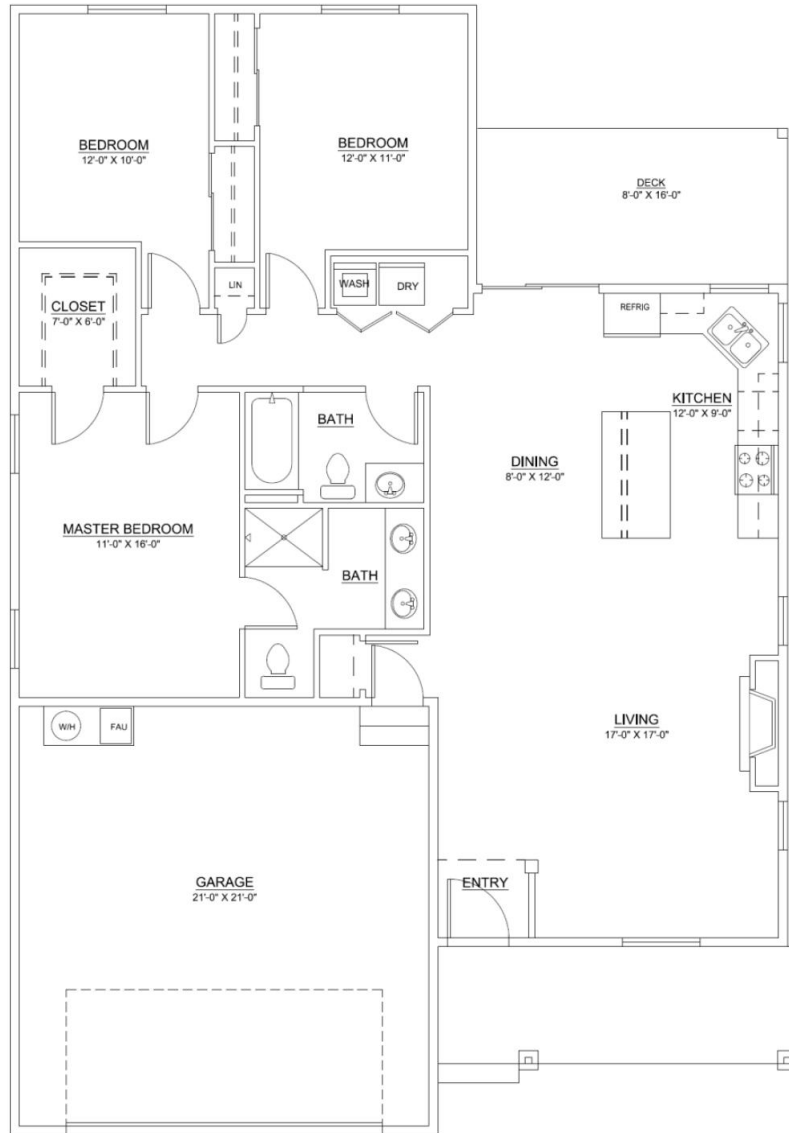 BEDROOM
12'-0" X 10'-0"
BEDROOM
12'-0" X 11'-0"
DECK
8'-0" X 16'-0"
CLOSET
7'-0" X 6'-0"
LIN
WASH
DRY
REFRIG
KITCHEN
12'-0" X 9'-0"
BATH
DINING
8'-0" X 12'-0"
MASTER BEDROOM
11'-0" X 16'-0"
BATH
W/H
FAU
LIVING
17'-0" X 17'-0"
GARAGE
21'-0" X 21'-0"
ENTRY